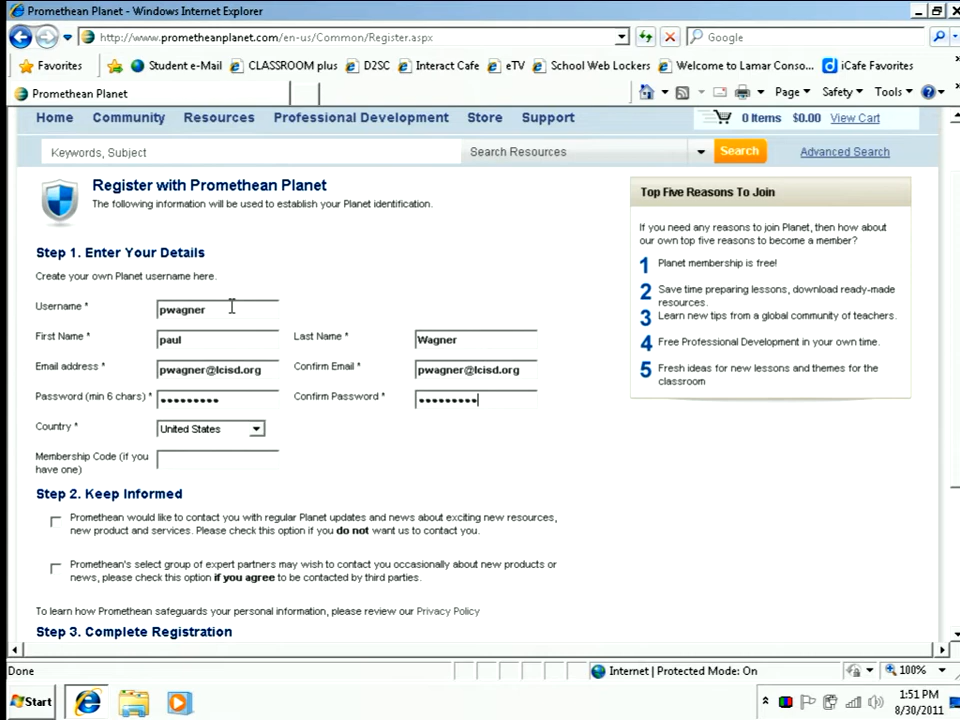 Promethean Planet - Windows Internet Explorer
http://www.prometheanplanet.com/en-us/Common/Register.aspx
Google
Favorites
Student e-Mail
CLASSROOM plus
D2SC
Interact Cafe
eTV
School Web Lockers
Welcome to Lamar Conso...
iCafe Favorites
Promethean Planet
Page
Safety
Tools
Home
Community
Resources
Professional Development
Store
Support
0 Items $0.00 View Cart
Keywords, Subject
Search Resources
Search
Advanced Search
Register with Promethean Planet
The following information will be used to establish your Planet identification.
Step 1. Enter Your Details
Create your own Planet username here.
Username * pwagner
First Name * paul
Last Name * Wagner
Email address * pwagner@lcisd.org
Confirm Email * pwagner@lcisd.org
Password (min 6 chars) * •••••••••
Confirm Password * •••••••••
Country * United States
Membership Code (if you
have one)
Step 2. Keep Informed
Promethean would like to contact you with regular Planet updates and news about exciting new resources,
new product and services. Please check this option if you do not want us to contact you.
Promethean's select group of expert partners may wish to contact you occasionally about new products or
news, please check this option if you agree to be contacted by third parties.
To learn how Promethean safeguards your personal information, please review our Privacy Policy
Step 3. Complete Registration
Top Five Reasons To Join
If you need any reasons to join Planet, then how about
our own top five reasons to become a member?
1 Planet membership is free!
2 Save time preparing lessons, download ready-made
resources.
3 Learn new tips from a global community of teachers.
4 Free Professional Development in your own time.
5 Fresh ideas for new lessons and themes for the
classroom
Done
Internet | Protected Mode: On
100%
Start
1:51 PM
8/30/2011